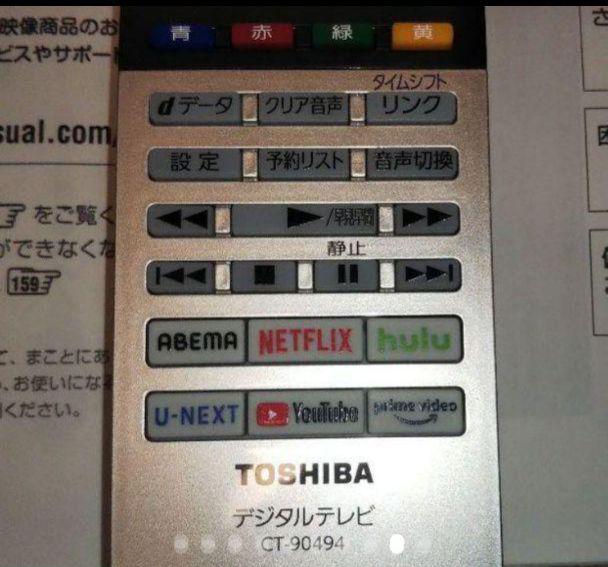 映像商品のお
ビスやサポー
青 赤 緑 黄
タイムシフト
dデータ クリア音声 リンク
sual.com/
設定 予約リスト 音声切換
をご覧く
◀◀ ▶/早見早聞 ▶▶
静止
ができなくな
159
|◀◀ ■ ❚❚ ▶▶|
ABEMA NETFLIX hulu
て、まことにあ
、お使いになる
ください。
U-NEXT YouTube prime video
TOSHIBA
デジタルテレビ
CT-90494